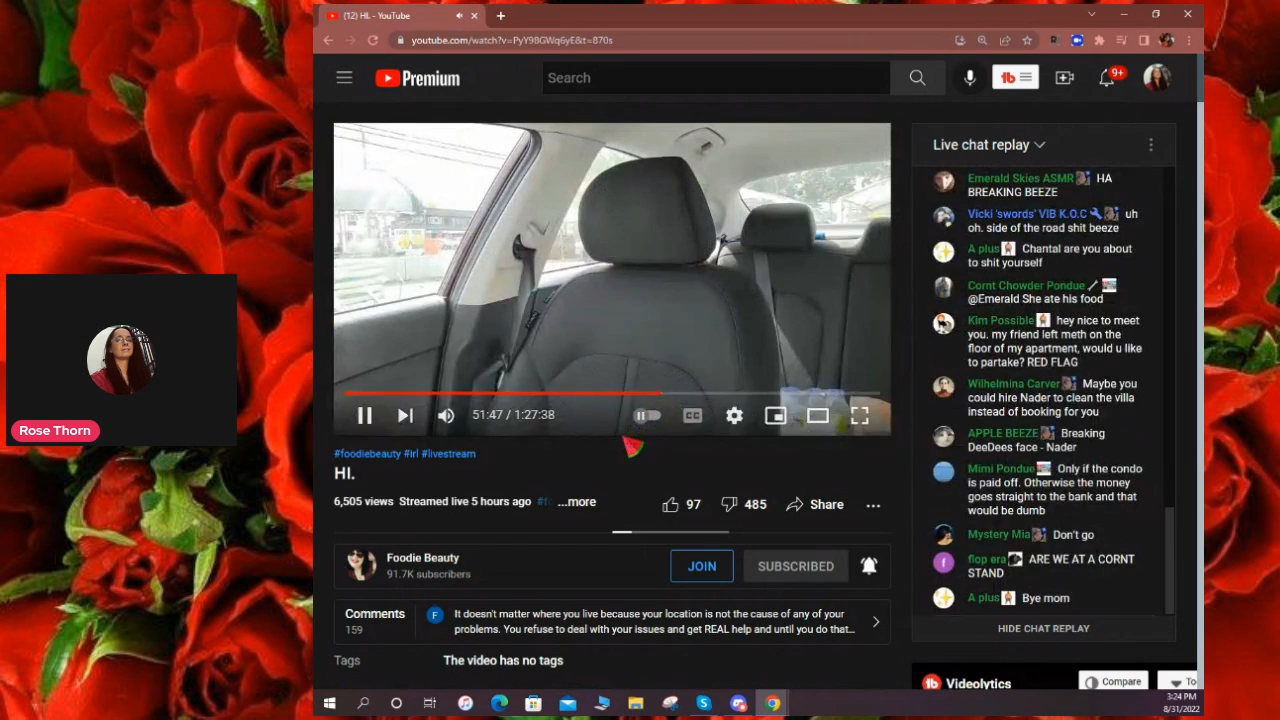 (12) HI. - YouTube
youtube.com/watch?v=PyY98GWq6yE&t=870s
Premium
Search
9+
Live chat replay
Emerald Skies ASMR HA
BREAKING BEEZE
Vicki 'swords' VIB K.O.C uh
oh. side of the road shit beeze
A plus Chantal are you about
to shit yourself
Cornt Chowder Pondue
@Emerald She ate his food
Kim Possible hey nice to meet
you. my friend left meth on the
floor of my apartment, would u like
to partake? RED FLAG
Wilhelmina Carver Maybe you
could hire Nader to clean the villa
instead of booking for you
APPLE BEEZE Breaking
DeeDees face - Nader
Mimi Pondue Only if the condo
is paid off. Otherwise the money
goes straight to the bank and that
would be dumb
Mystery Mia Don't go
flop era ARE WE AT A CORNT
STAND
A plus Bye mom
HIDE CHAT REPLAY
51:47 / 1:27:38
CC
Rose Thorn
#foodiebeauty #irl #livestream
HI.
6,505 views Streamed live 5 hours ago #f ...more
97
485
Share
Foodie Beauty
91.7K subscribers
JOIN
SUBSCRIBED
Comments
159
F
It doesn't matter where you live because your location is not the cause of any of your
problems. You refuse to deal with your issues and get REAL help and until you do that...
Tags
The video has no tags
Videolytics
Compare
To
3:24 PM
8/31/2022